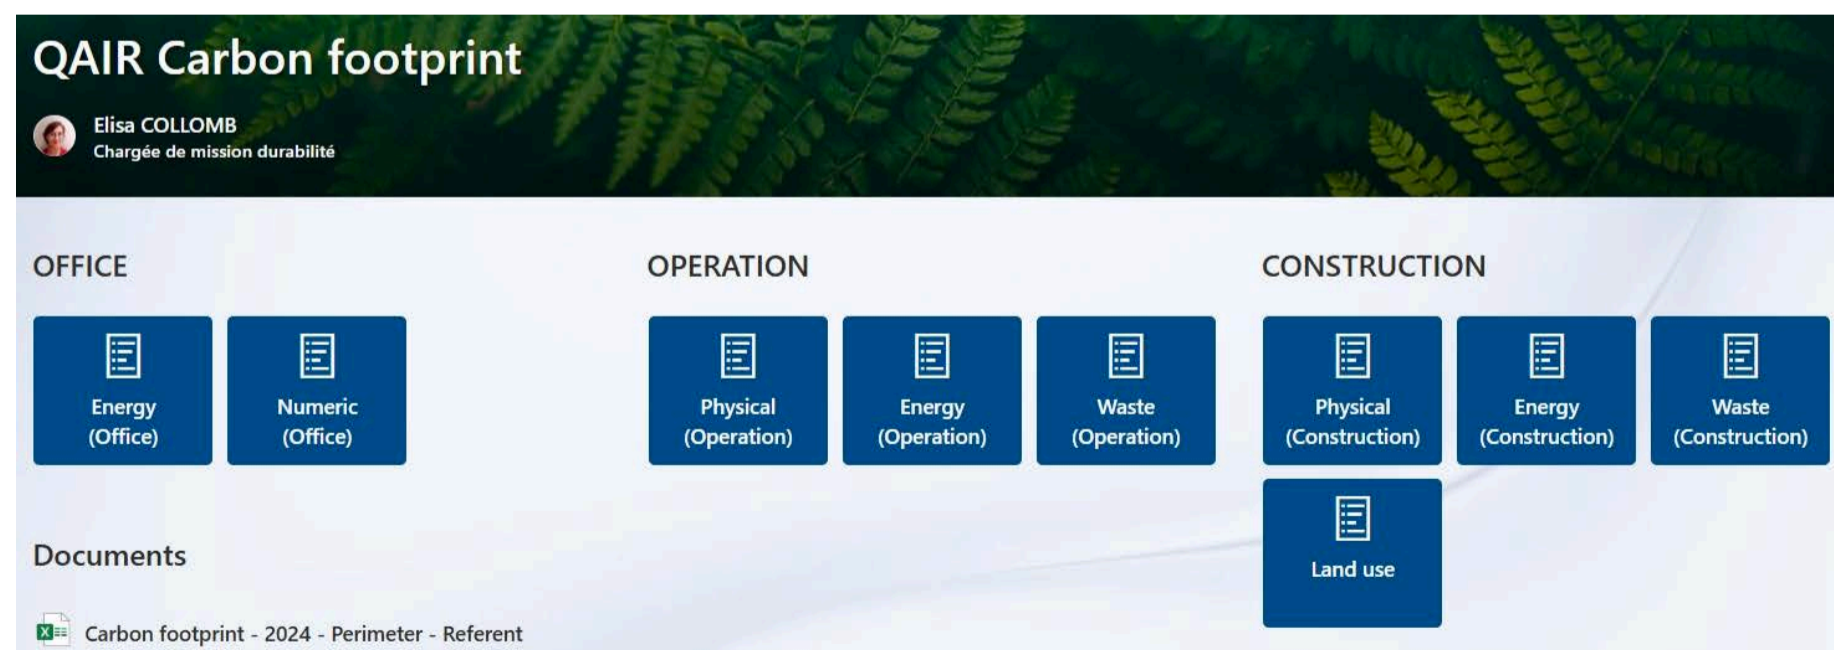 QAIR Carbon footprint
Elisa COLLOMB
Chargée de mission durabilité
OFFICE
Energy
(Office)
Numeric
(Office)
OPERATION
Physical
(Operation)
Energy
(Operation)
Waste
(Operation)
CONSTRUCTION
Physical
(Construction)
Energy
(Construction)
Waste
(Construction)
Land use
Documents
Carbon footprint - 2024 - Perimeter - Referent